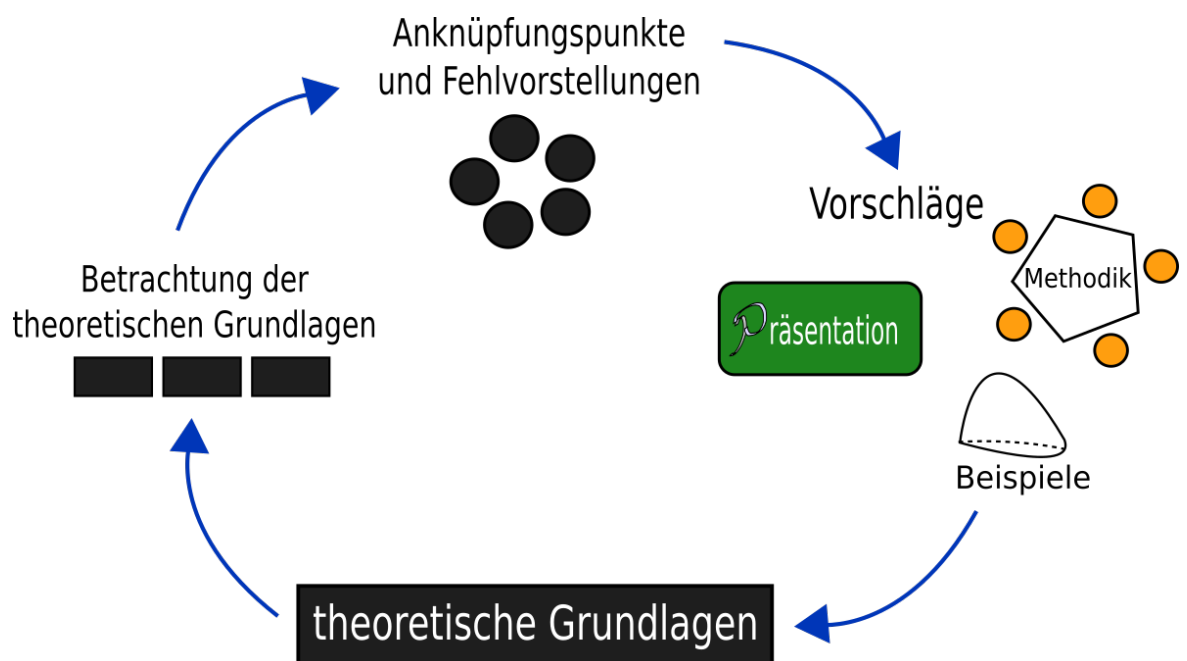 Anknüpfungspunkte
und Fehlvorstellungen
Vorschläge
Methodik
Betrachtung der
theoretischen Grundlagen
Präsentation
Beispiele
theoretische Grundlagen